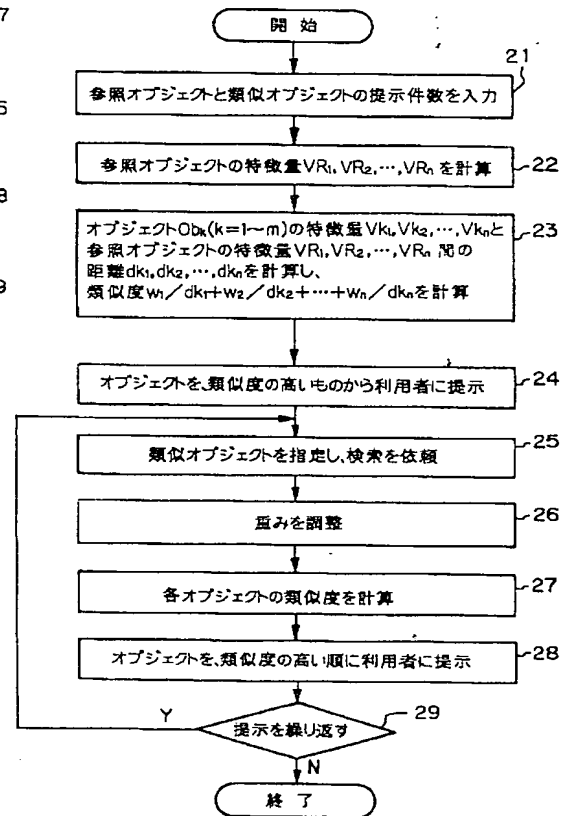 7
5
8
9
開始
21
参照オブジェクトと類似オブジェクトの提示件数を入力
参照オブジェクトの特徴量VR₁,VR₂,…,VRₙを計算
22
オブジェクトObₖ(k=1~m)の特徴量Vk₁,Vk₂,…,Vkₙと
参照オブジェクトの特徴量VR₁,VR₂,…,VRₙ間の
距離dk₁,dk₂,…,dkₙを計算し、
類似度w₁/dk₁+w₂/dk₂+…+wₙ/dkₙを計算
23
オブジェクトを、類似度の高いものから利用者に提示
24
類似オブジェクトを指定し、検索を依頼
25
重みを調整
26
各オブジェクトの類似度を計算
27
オブジェクトを、類似度の高い順に利用者に提示
28
提示を繰り返す
29
Y
N
終了